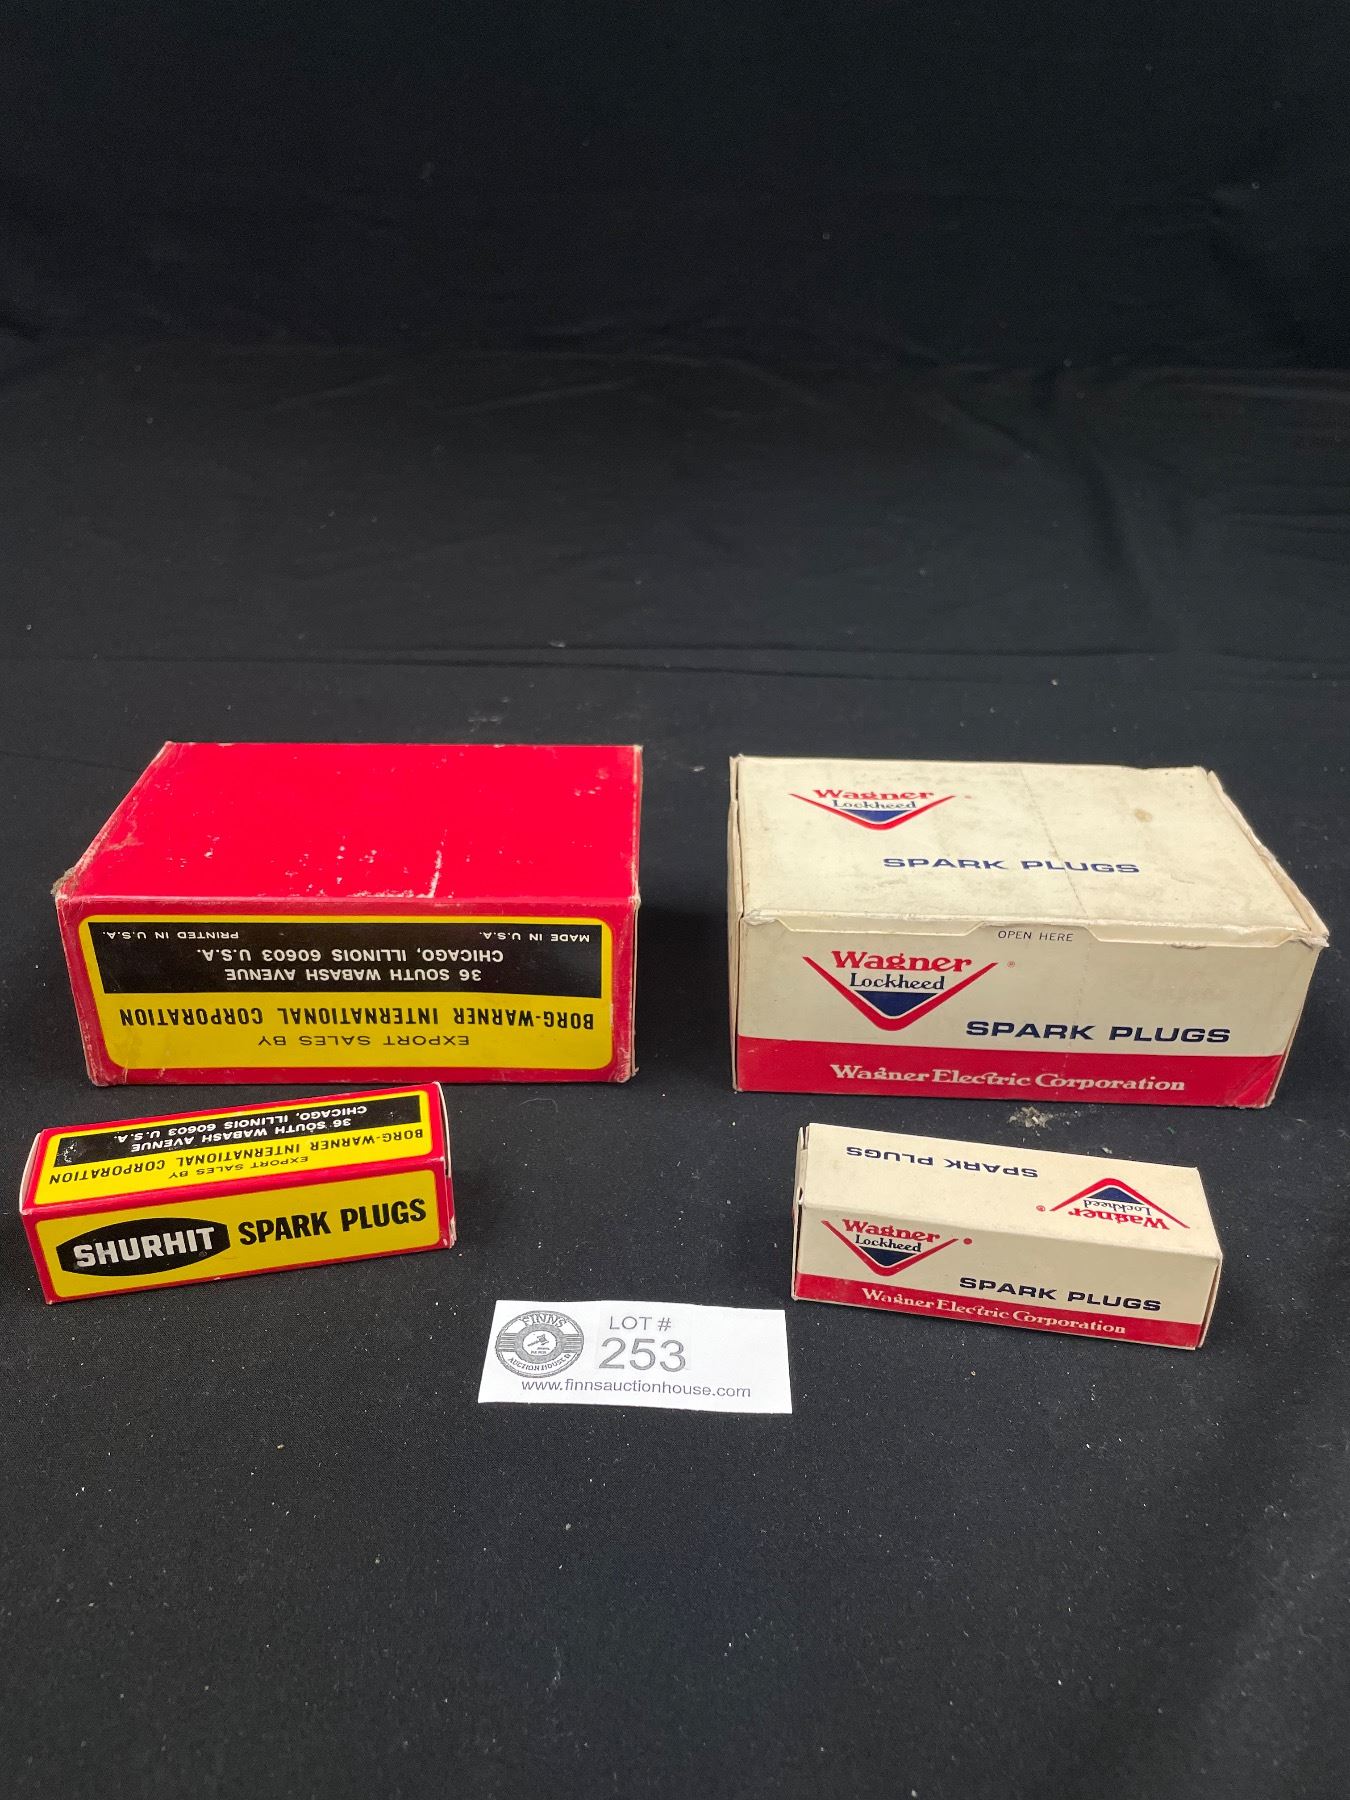 EXPORT SALES BY
BORG-WARNER INTERNATIONAL CORPORATION
36 SOUTH WABASH AVENUE
CHICAGO, ILLINOIS 60603 U.S.A.
MADE IN U.S.A. PRINTED IN U.S.A.
EXPORT SALES BY
BORG-WARNER INTERNATIONAL CORPORATION
36 SOUTH WABASH AVENUE
CHICAGO, ILLINOIS 60603 U.S.A.
SHURHIT SPARK PLUGS
Wagner
Lockheed
SPARK PLUGS
OPEN HERE
Wagner
Lockheed
SPARK PLUGS
Wagner Electric Corporation
Wagner
Lockheed
SPARK PLUGS
Wagner
Lockheed
SPARK PLUGS
Wagner Electric Corporation
FINNS
AUCTION HOUSE
LOT #
253
www.finnsauctionhouse.com